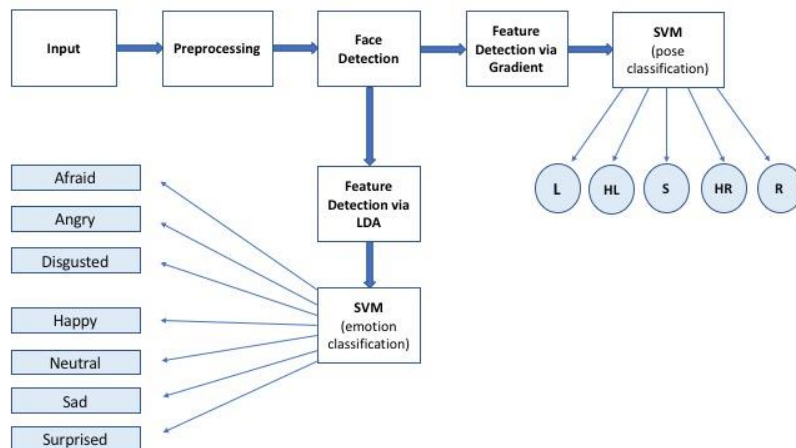 Input
Preprocessing
Face
Detection
Feature
Detection via
Gradient
SVM
(pose
classification)
L
HL
S
HR
R
Feature
Detection via
LDA
SVM
(emotion
classification)
Afraid
Angry
Disgusted
Happy
Neutral
Sad
Surprised